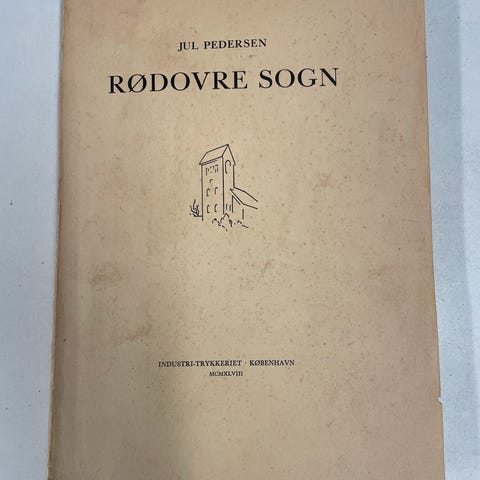 JUL PEDERSEN
RØDOVRE SOGN
INDUSTRI-TRYKKERIET · KØBENHAVN
MCMXLVIII